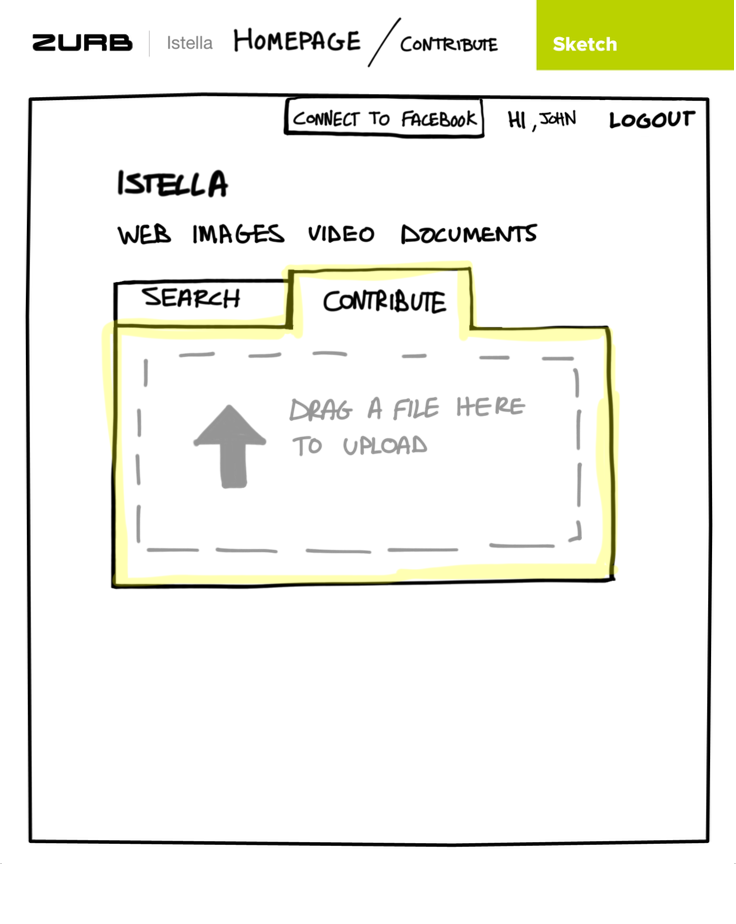 ZURB Istella HOMEPAGE / CONTRIBUTE Sketch
CONNECT TO FACEBOOK HI, JOHN LOGOUT
ISTELLA
WEB IMAGES VIDEO DOCUMENTS
SEARCH CONTRIBUTE
DRAG A FILE HERE
TO UPLOAD